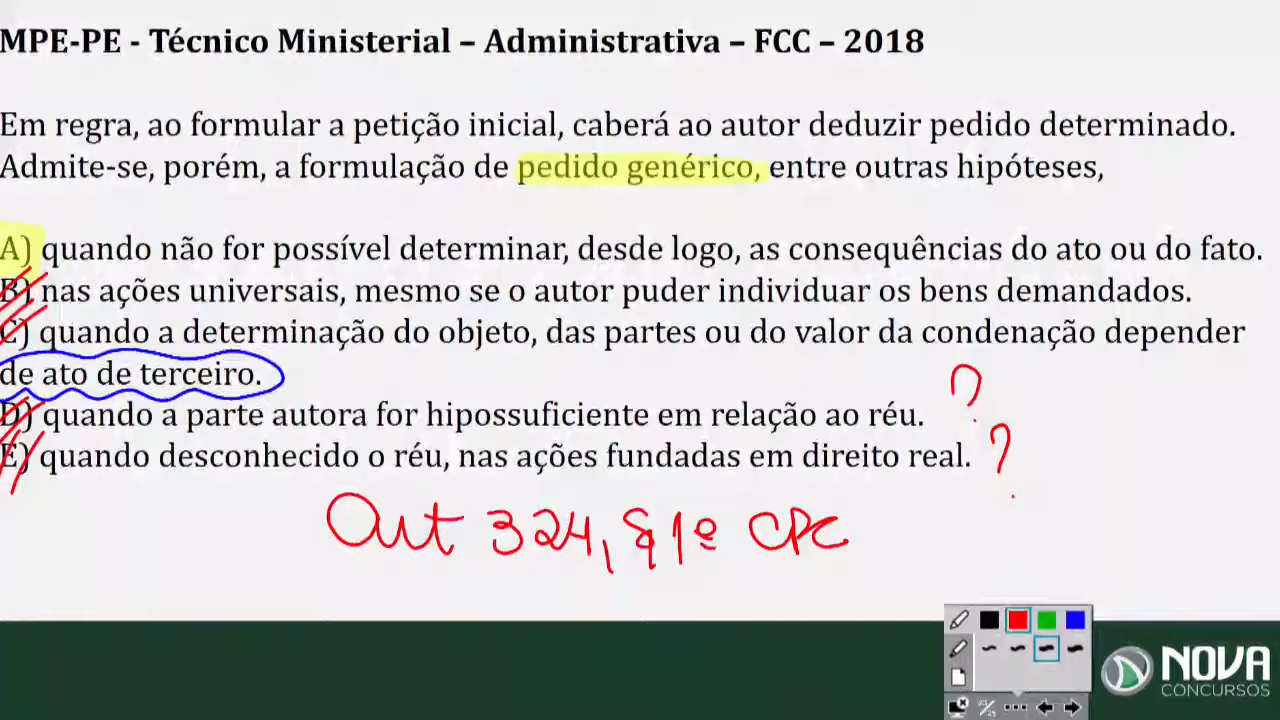 MPE-PE - Técnico Ministerial – Administrativa – FCC – 2018
Em regra, ao formular a petição inicial, caberá ao autor deduzir pedido determinado.
Admite-se, porém, a formulação de pedido genérico, entre outras hipóteses,
A) quando não for possível determinar, desde logo, as consequências do ato ou do fato.
B) nas ações universais, mesmo se o autor puder individuar os bens demandados.
C) quando a determinação do objeto, das partes ou do valor da condenação depender
de ato de terceiro.
?
D) quando a parte autora for hipossuficiente em relação ao réu.
E) quando desconhecido o réu, nas ações fundadas em direito real. ?
Art 324, §1º CPC
NOVA
CONCURSOS